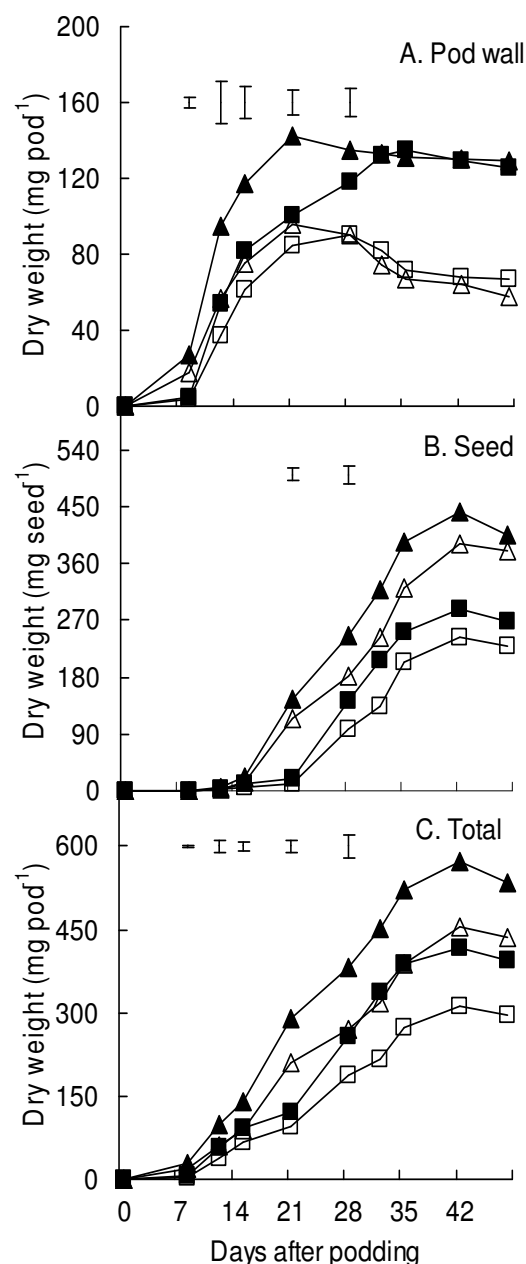 A. Pod wall
200
160
120
80
40
0
Dry weight (mg pod⁻¹)
B. Seed
540
450
360
270
180
90
0
Dry weight (mg seed⁻¹)
C. Total
600
450
300
150
0
Dry weight (mg pod⁻¹)
0 7 14 21 28 35 42
Days after podding